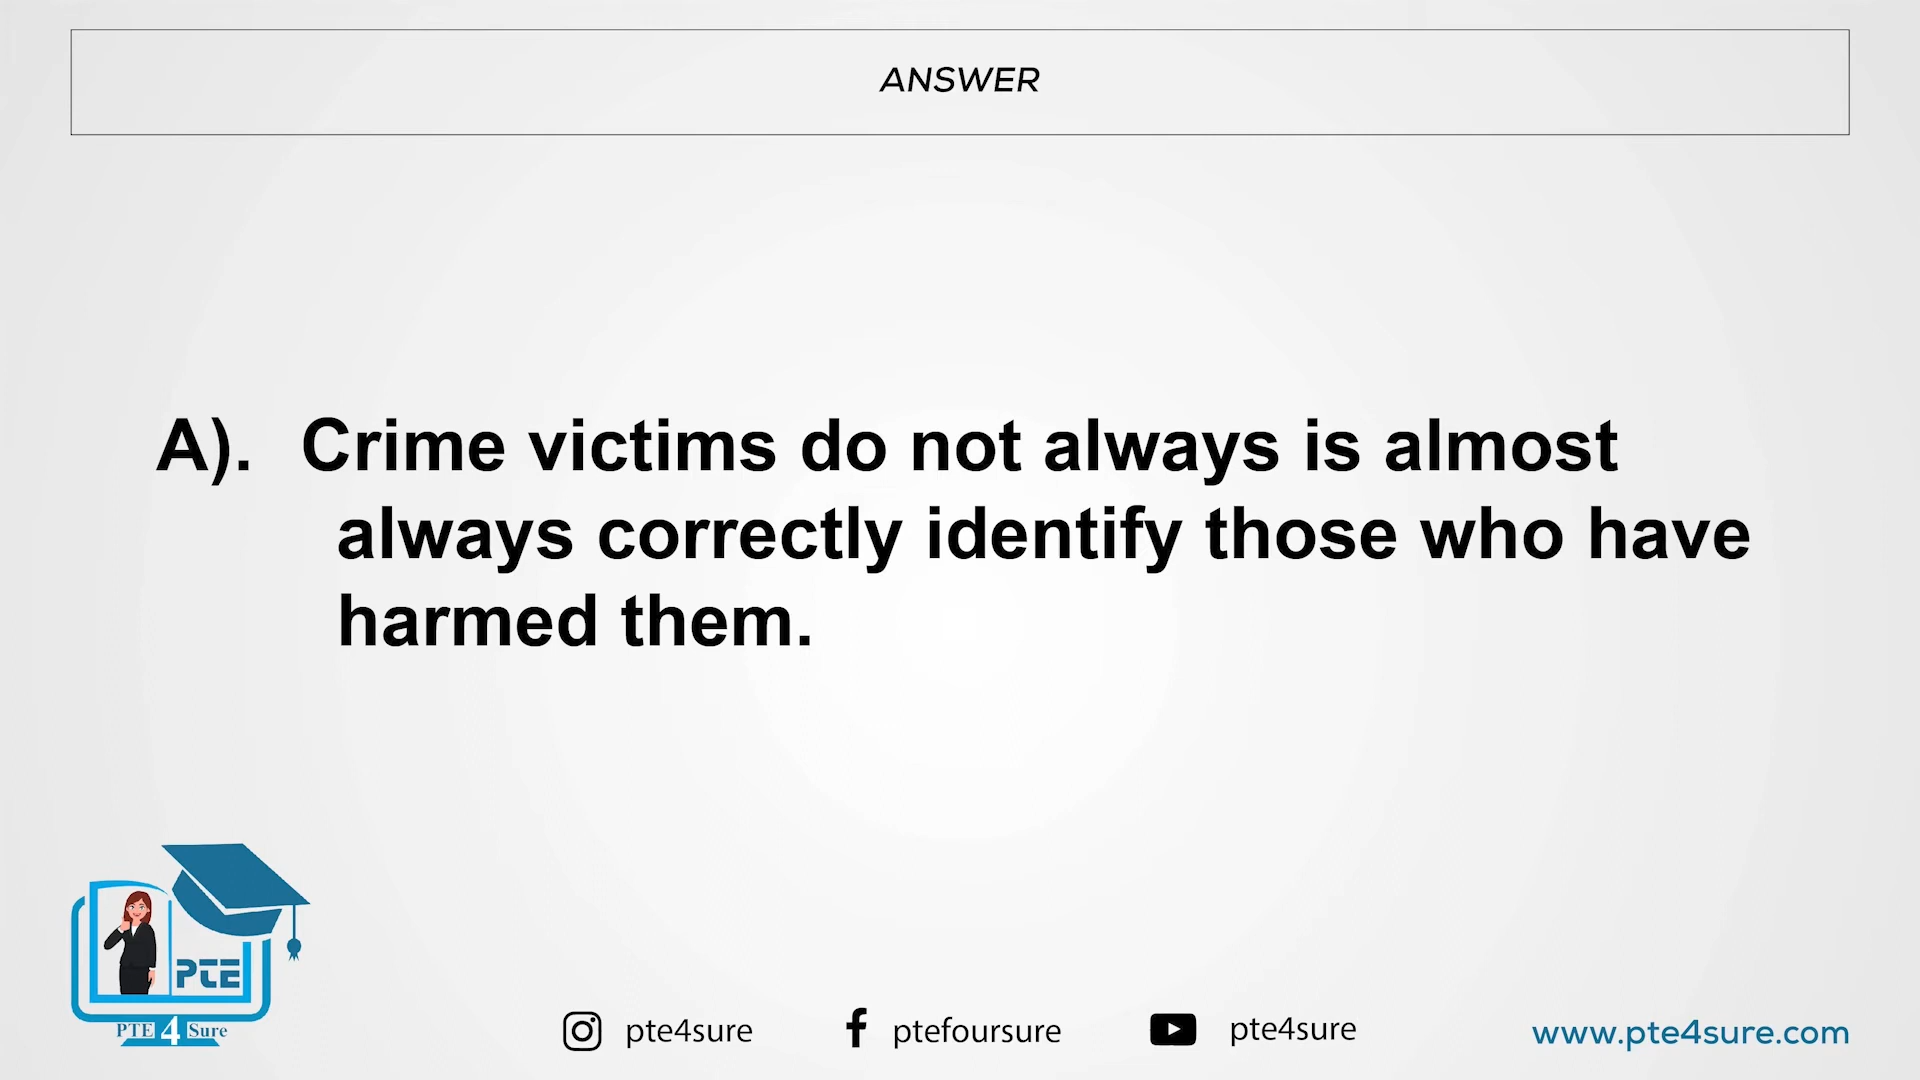 ANSWER
A). Crime victims do not always is almost
always correctly identify those who have
harmed them.
PTE
PTE 4 Sure
pte4sure
ptefoursure
pte4sure
www.pte4sure.com